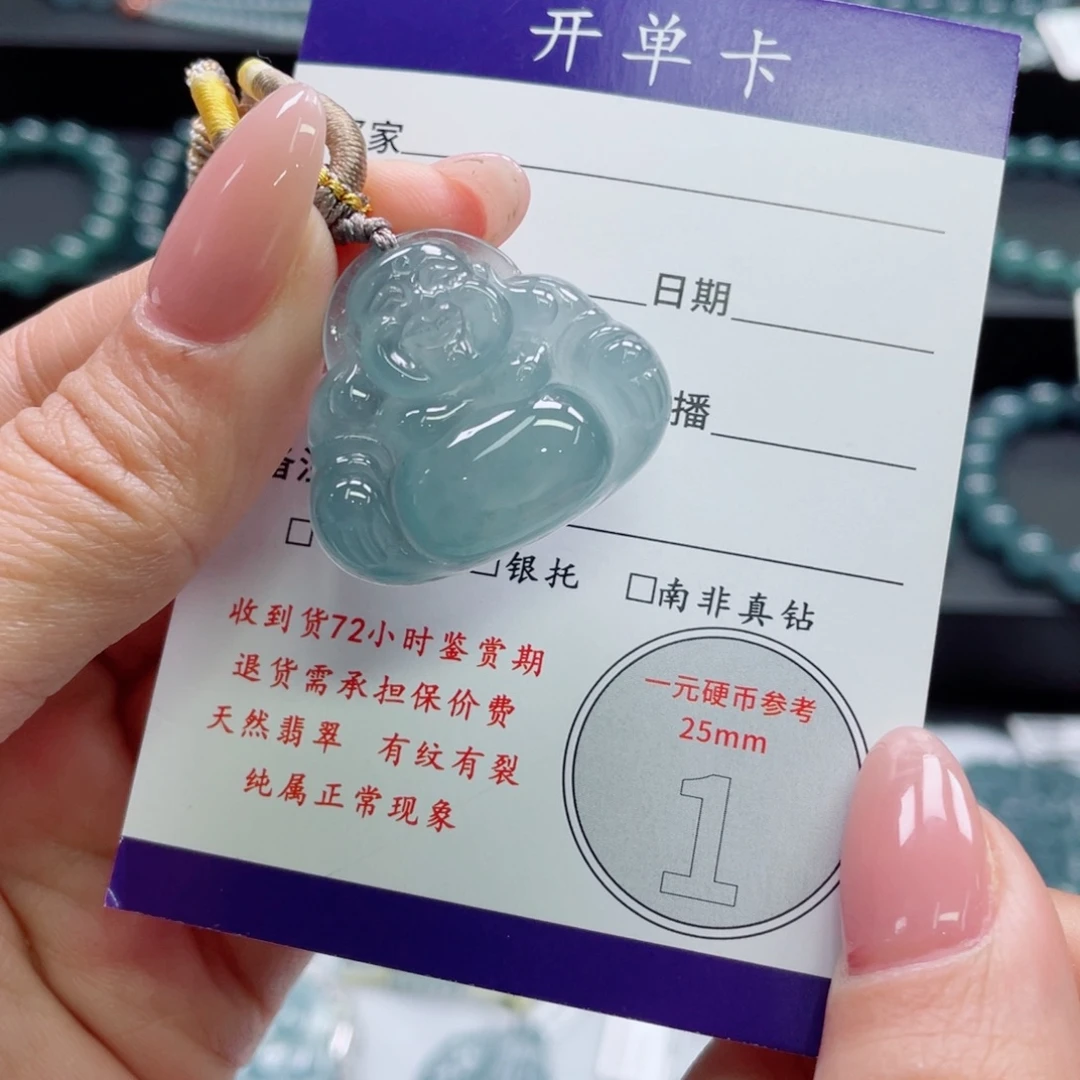 开单卡
家
日期
播
备注
□ □银托 □南非真钻
收到货72小时鉴赏期
退货需承担保价费
天然翡翠 有纹有裂
纯属正常现象
一元硬币参考
25mm
1